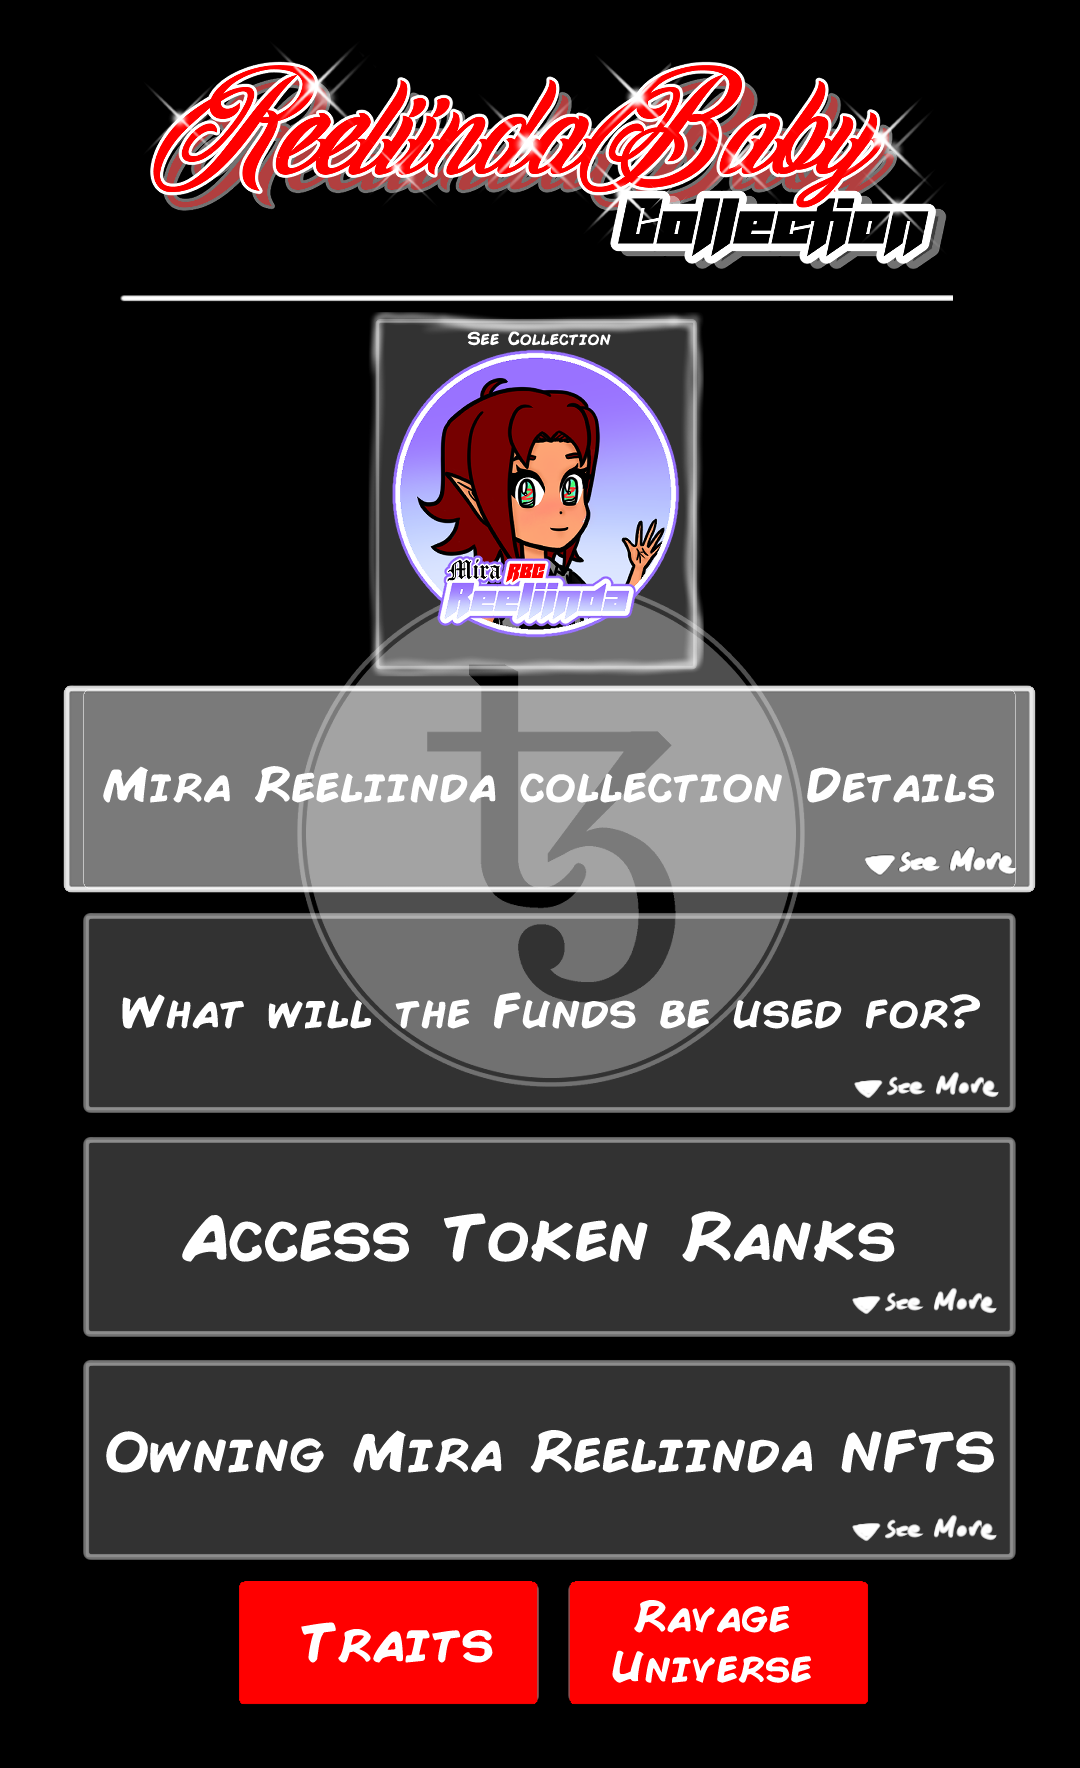 ReeliindaBaby
Collection
See Collection
Mira RBC
Reeliinda
Mira Reeliinda collection Details
See More
What will the Funds be used for?
See More
Access Token Ranks
See More
Owning Mira Reeliinda NFTS
See More
Traits
Ravage
Universe